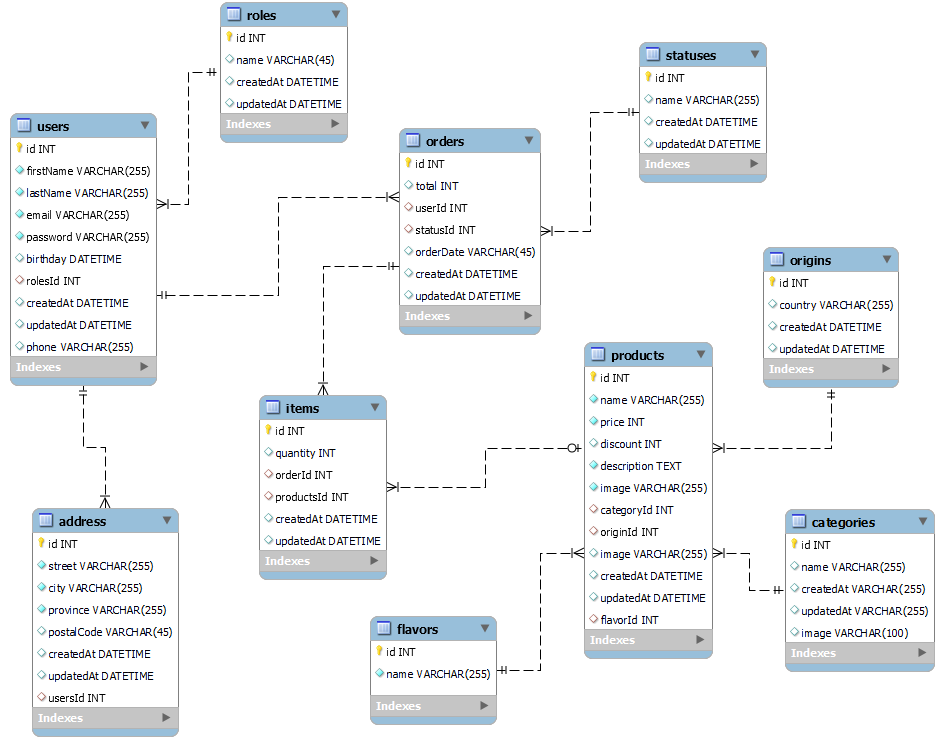 roles
id INT
name VARCHAR(45)
createdAt DATETIME
updatedAt DATETIME
Indexes
statuses
id INT
name VARCHAR(255)
createdAt DATETIME
updatedAt DATETIME
Indexes
users
id INT
firstName VARCHAR(255)
lastName VARCHAR(255)
email VARCHAR(255)
password VARCHAR(255)
birthday DATETIME
rolesId INT
createdAt DATETIME
updatedAt DATETIME
phone VARCHAR(255)
Indexes
orders
id INT
total INT
userId INT
statusId INT
orderDate VARCHAR(45)
createdAt DATETIME
updatedAt DATETIME
Indexes
origins
id INT
country VARCHAR(255)
createdAt DATETIME
updatedAt DATETIME
Indexes
products
id INT
name VARCHAR(255)
price INT
discount INT
description TEXT
image VARCHAR(255)
categoryId INT
originId INT
image VARCHAR(255)
createdAt DATETIME
updatedAt DATETIME
flavorId INT
Indexes
items
id INT
quantity INT
orderId INT
productsId INT
createdAt DATETIME
updatedAt DATETIME
Indexes
address
id INT
street VARCHAR(255)
city VARCHAR(255)
province VARCHAR(255)
postalCode VARCHAR(45)
createdAt DATETIME
updatedAt DATETIME
usersId INT
Indexes
categories
id INT
name VARCHAR(255)
createdAt VARCHAR(255)
updatedAt VARCHAR(255)
image VARCHAR(100)
Indexes
flavors
id INT
name VARCHAR(255)
Indexes